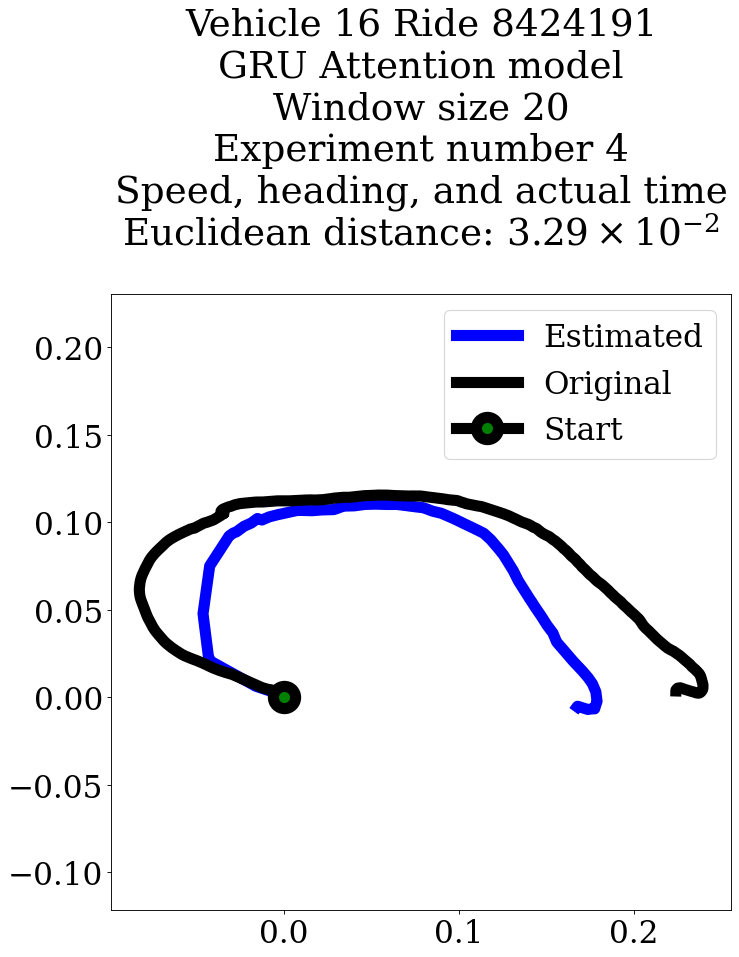 Vehicle 16 Ride 8424191
GRU Attention model
Window size 20
Experiment number 4
Speed, heading, and actual time
Euclidean distance: 3.29 × 10⁻²
Estimated
Original
Start
0.20
0.15
0.10
0.05
0.00
−0.05
−0.10
0.0 0.1 0.2